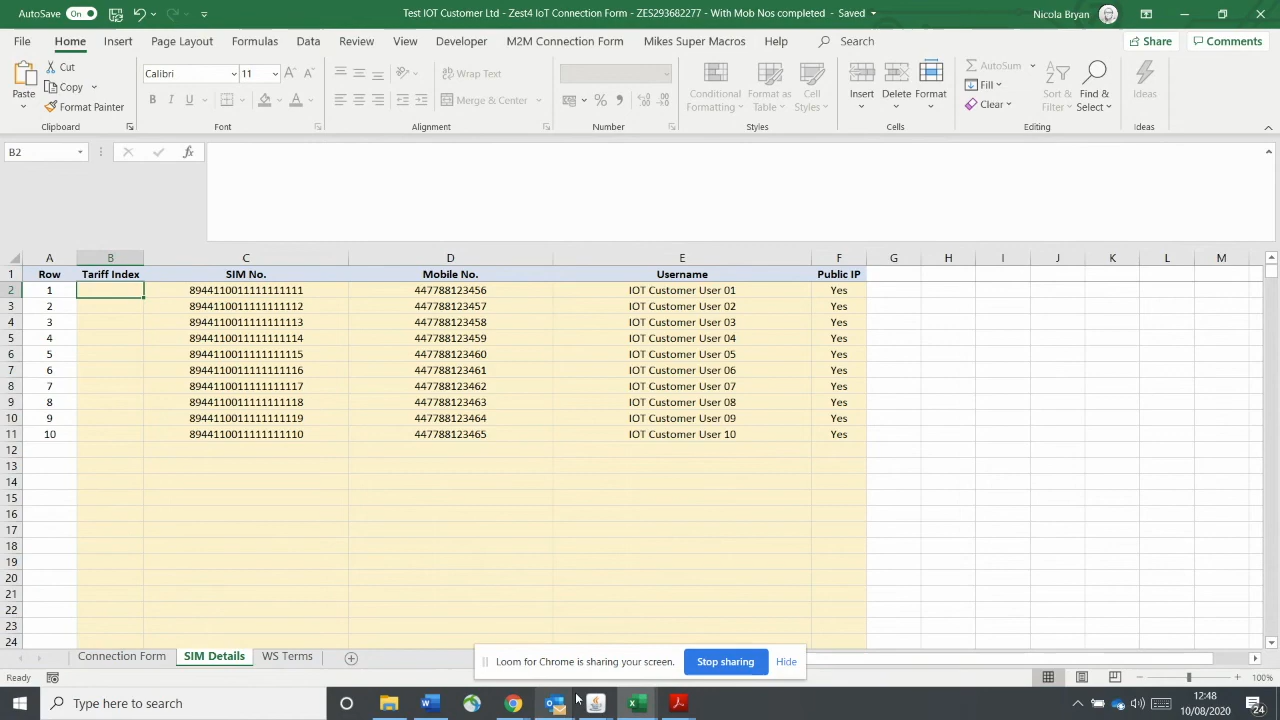 AutoSave On Test IOT Customer Ltd - Zest4 IoT Connection Form - ZES293682277 - With Mob Nos completed - Saved Nicola Bryan
File Home Insert Page Layout Formulas Data Review View Developer M2M Connection Form Mikes Super Macros Help Search Share Comments
Paste Cut Copy Format Painter
Calibri 11 A A
B I U A
Wrap Text
Merge & Center
% 9
Conditional Formatting Format as Table Cell Styles
Insert Delete Format
AutoSum Fill Clear
Sort & Filter Find & Select Ideas
Clipboard Font Alignment Number Styles Cells Editing Ideas
B2 fx
A B C D E F G H I J K L M
1 Row Tariff Index SIM No. Mobile No. Username Public IP
2 1 8944110011111111111 447788123456 IOT Customer User 01 Yes
3 2 8944110011111111112 447788123457 IOT Customer User 02 Yes
4 3 8944110011111111113 447788123458 IOT Customer User 03 Yes
5 4 8944110011111111114 447788123459 IOT Customer User 04 Yes
6 5 8944110011111111115 447788123460 IOT Customer User 05 Yes
7 6 8944110011111111116 447788123461 IOT Customer User 06 Yes
8 7 8944110011111111117 447788123462 IOT Customer User 07 Yes
9 8 8944110011111111118 447788123463 IOT Customer User 08 Yes
10 9 8944110011111111119 447788123464 IOT Customer User 09 Yes
11 10 8944110011111111110 447788123465 IOT Customer User 10 Yes
12
13
14
15
16
17
18
19
20
21
22
23
24
Connection Form SIM Details WS Terms
Loom for Chrome is sharing your screen. Stop sharing Hide
Ready 100%
Type here to search
12:48
10/08/2020 24